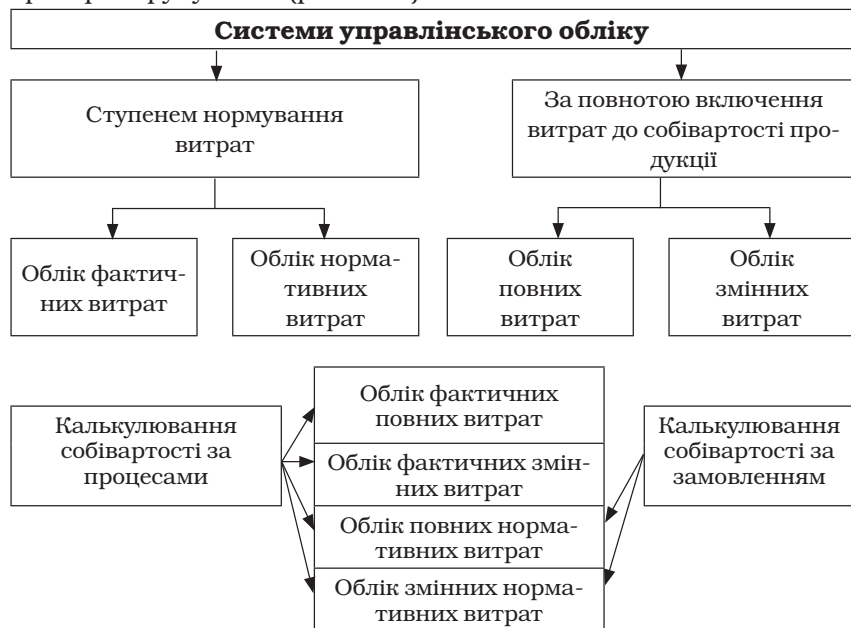 Системи управлінського обліку
Ступенем нормування
витрат
За повнотою включення
витрат до собівартості про-
дукції
Облік фактич-
них витрат
Облік норма-
тивних
витрат
Облік
повних
витрат
Облік
змінних
витрат
Калькулювання
собівартості за
процесами
Облік фактичних
повних витрат
Облік фактичних змін-
них витрат
Облік повних норма-
тивних витрат
Облік змінних норма-
тивних витрат
Калькулювання
собівартості за
замовленням